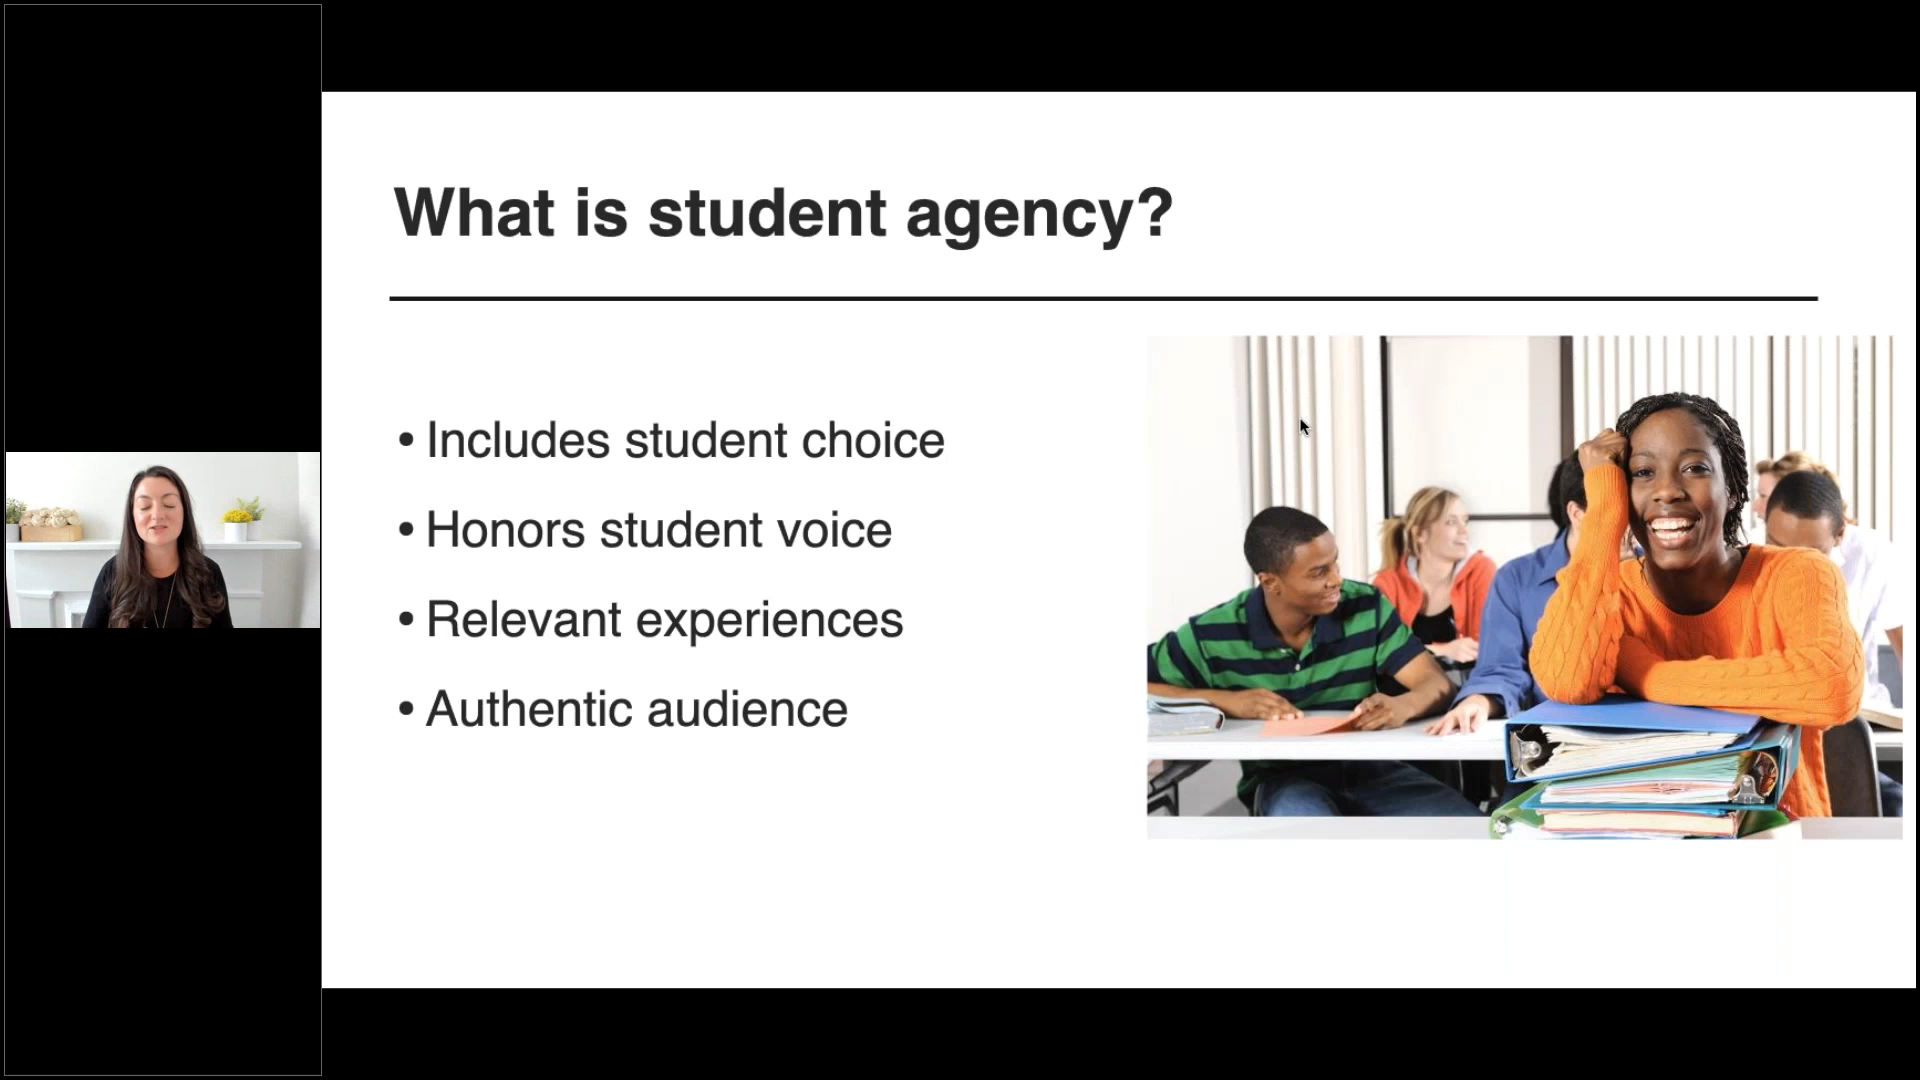 What is student agency?
• Includes student choice
• Honors student voice
• Relevant experiences
• Authentic audience